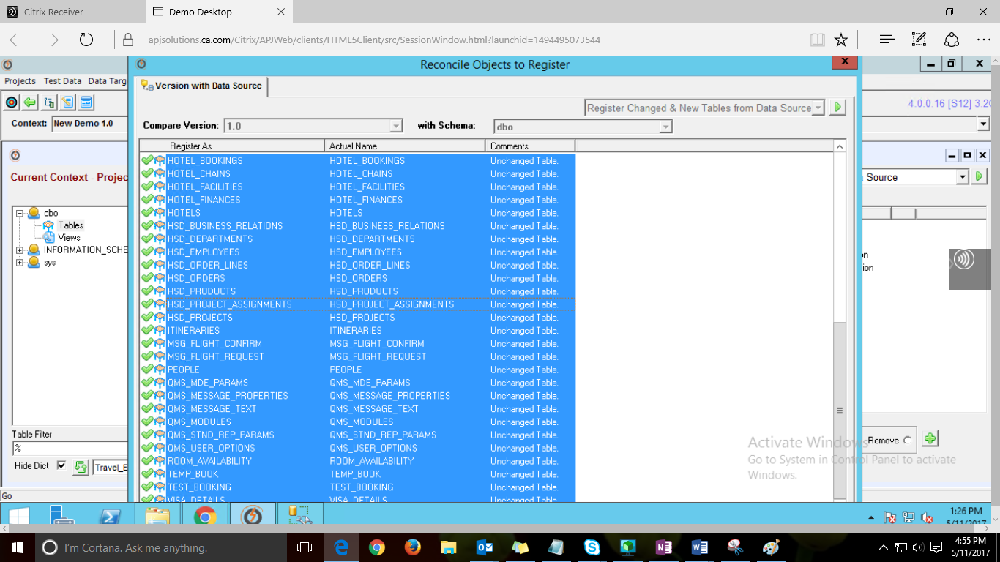 Citrix Receiver
Demo Desktop
apjsolutions.ca.com/Citrix/APJWeb/clients/HTML5Client/src/SessionWindow.html?launchid=1494495073544
Reconcile Objects to Register
Projects Test Data Data Targ
Version with Data Source
Register Changed & New Tables from Data Source
4.0.0.16 [S12] 3.2
Context: New Demo 1.0
Compare Version: 1.0 with Schema: dbo
Register As Actual Name Comments
Current Context - Projec
Source
dbo
Tables
Views
INFORMATION_SCHE
sys
HOTEL_BOOKINGS HOTEL_BOOKINGS Unchanged Table.
HOTEL_CHAINS HOTEL_CHAINS Unchanged Table.
HOTEL_FACILITIES HOTEL_FACILITIES Unchanged Table.
HOTEL_FINANCES HOTEL_FINANCES Unchanged Table.
HOTELS HOTELS Unchanged Table.
HSD_BUSINESS_RELATIONS HSD_BUSINESS_RELATIONS Unchanged Table.
HSD_DEPARTMENTS HSD_DEPARTMENTS Unchanged Table.
HSD_EMPLOYEES HSD_EMPLOYEES Unchanged Table.
HSD_ORDER_LINES HSD_ORDER_LINES Unchanged Table.
HSD_ORDERS HSD_ORDERS Unchanged Table.
HSD_PRODUCTS HSD_PRODUCTS Unchanged Table.
HSD_PROJECT_ASSIGNMENTS HSD_PROJECT_ASSIGNMENTS Unchanged Table.
HSD_PROJECTS HSD_PROJECTS Unchanged Table.
ITINERARIES ITINERARIES Unchanged Table.
MSG_FLIGHT_CONFIRM MSG_FLIGHT_CONFIRM Unchanged Table.
MSG_FLIGHT_REQUEST MSG_FLIGHT_REQUEST Unchanged Table.
PEOPLE PEOPLE Unchanged Table.
QMS_MDE_PARAMS QMS_MDE_PARAMS Unchanged Table.
QMS_MESSAGE_PROPERTIES QMS_MESSAGE_PROPERTIES Unchanged Table.
QMS_MESSAGE_TEXT QMS_MESSAGE_TEXT Unchanged Table.
QMS_MODULES QMS_MODULES Unchanged Table.
QMS_STND_REP_PARAMS QMS_STND_REP_PARAMS Unchanged Table.
QMS_USER_OPTIONS QMS_USER_OPTIONS Unchanged Table.
ROOM_AVAILABILITY ROOM_AVAILABILITY Unchanged Table.
TEMP_BOOK TEMP_BOOK Unchanged Table.
TEST_BOOKING TEST_BOOKING Unchanged Table.
VISA_DETAILS VISA_DETAILS Unchanged Table.
on
ion
Table Filter
%
Hide Dict Travel_E
Go
Remove
Activate Windows
Go to System in Control Panel to activate
Windows.
1:26 PM
5/11/2017
I'm Cortana. Ask me anything.
4:55 PM
5/11/2017